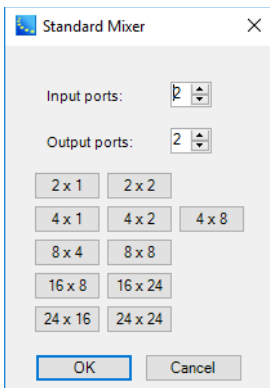 Standard Mixer
Input ports: 2
Output ports: 2
2 x 1 2 x 2
4 x 1 4 x 2 4 x 8
8 x 4 8 x 8
16 x 8 16 x 24
24 x 16 24 x 24
OK Cancel